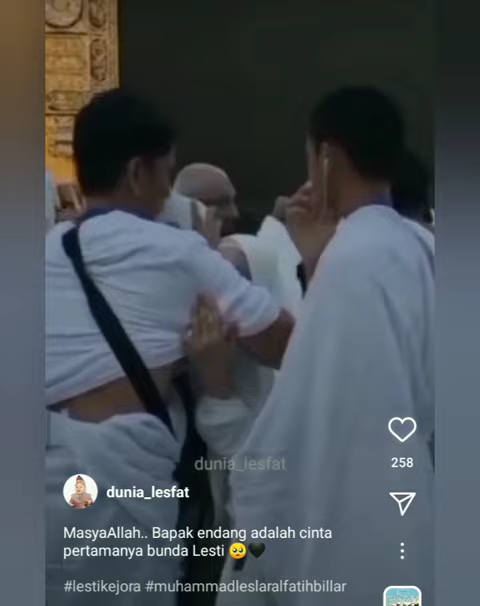 dunia_lesfat
258
dunia_lesfat
MasyaAllah.. Bapak endang adalah cinta
pertamanya bunda Lesti 🥺🖤
#lestikejora #muhammadleslaralfatihbillar